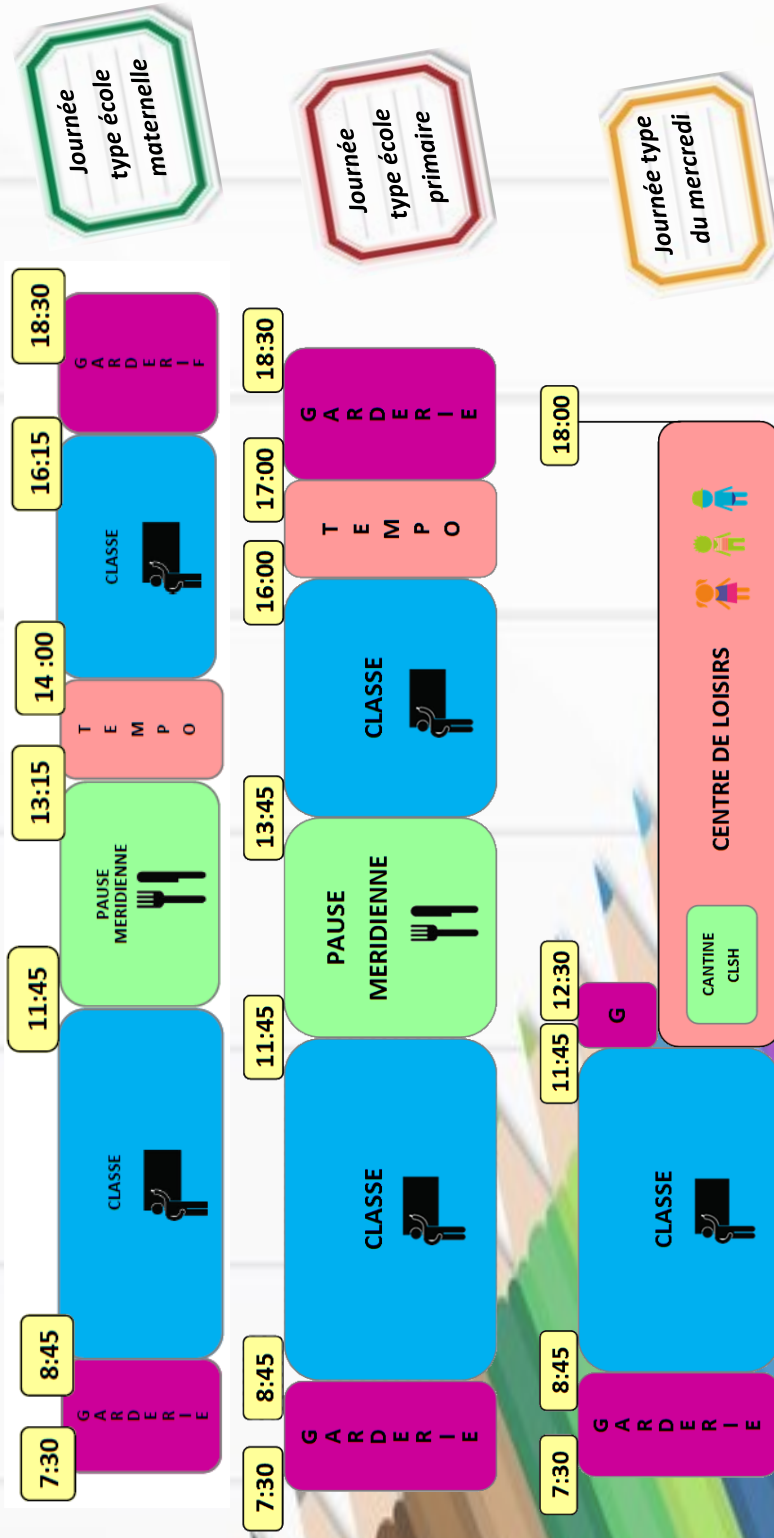 Journée
type école
maternelle
7:30
8:45
11:45
13:15
14 :00
16:15
18:30
GARDERIE
CLASSE
PAUSE
MERIDIENNE
TEMPO
CLASSE
GARDERIE
Journée
type école
primaire
7:30
8:45
11:45
13:45
16:00
17:00
18:30
GARDERIE
CLASSE
PAUSE
MERIDIENNE
CLASSE
TEMPO
GARDERIE
Journée type
du mercredi
7:30
8:45
11:45
12:30
18:00
GARDERIE
CLASSE
G
CANTINE
CLSH
CENTRE DE LOISIRS